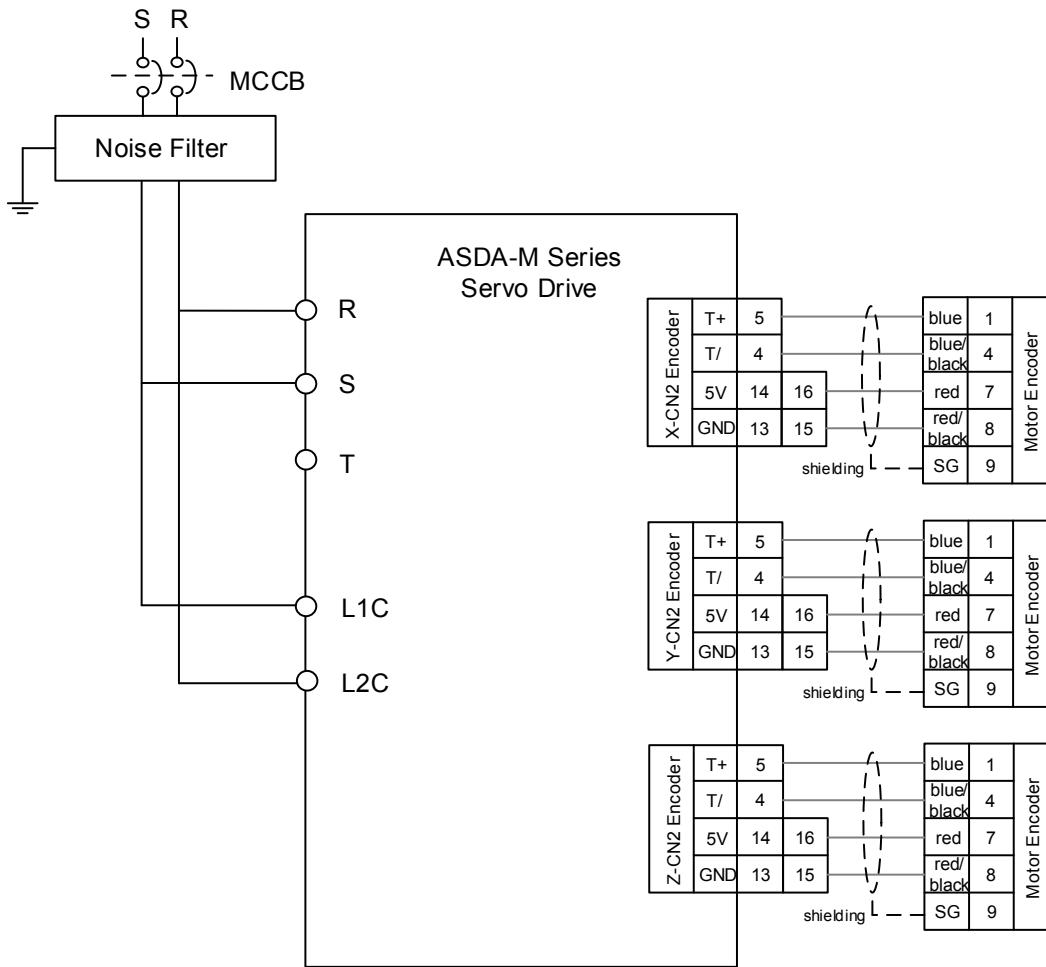 S R
MCCB
Noise Filter
ASDA-M Series
Servo Drive
R
S
T
L1C
L2C
X-CN2 Encoder
T+ 5
T/ 4
5V 14 16
GND 13 15
shielding
blue 1
blue/
black 4
red 7
red/
black 8
SG 9
Motor Encoder
Y-CN2 Encoder
T+ 5
T/ 4
5V 14 16
GND 13 15
shielding
blue 1
blue/
black 4
red 7
red/
black 8
SG 9
Motor Encoder
Z-CN2 Encoder
T+ 5
T/ 4
5V 14 16
GND 13 15
shielding
blue 1
blue/
black 4
red 7
red/
black 8
SG 9
Motor Encoder